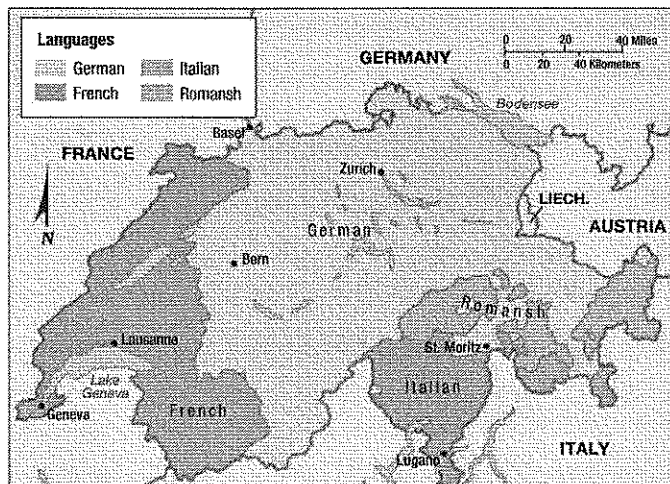 Languages
German
Italian
French
Romansh
0 20 40 Miles
0 20 40 Kilometers
GERMANY
Bodensee
Basel
FRANCE
Zurich
N
LIECH.
German
AUSTRIA
Bern
Romansh
Lausanne
St. Moritz
Lake
Geneva
Italian
Geneva
French
ITALY
Lugano